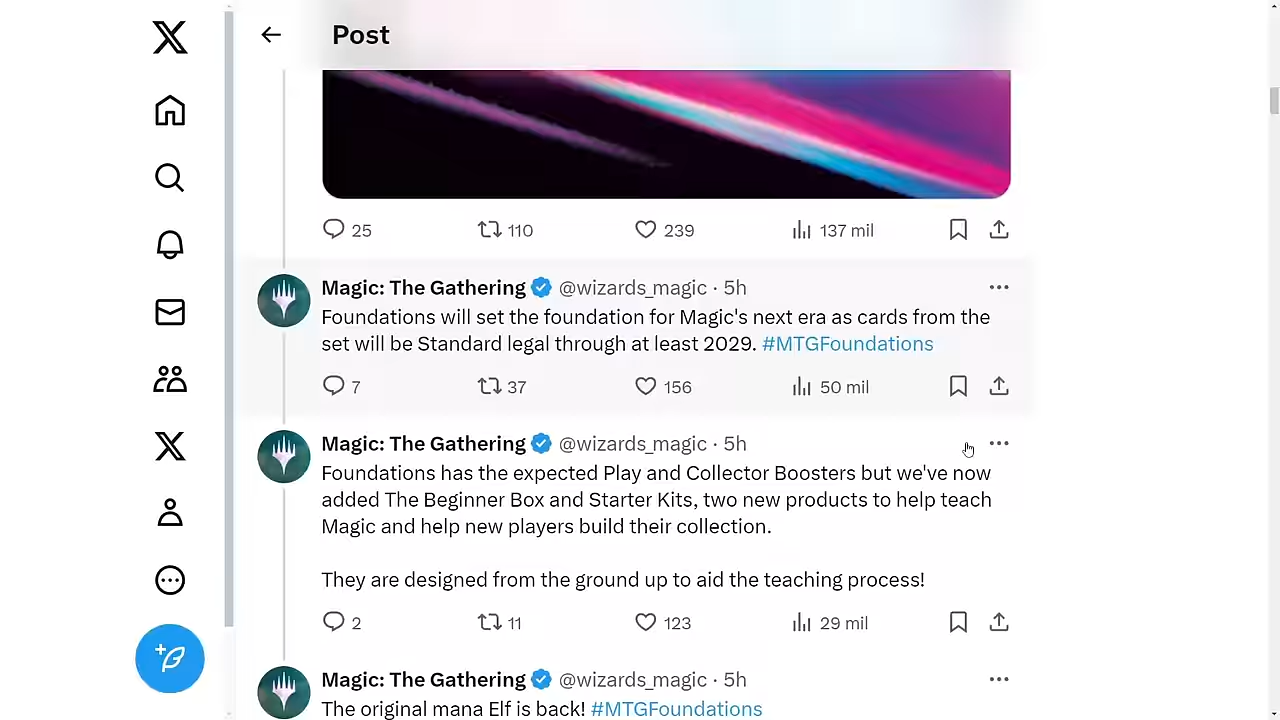 Post
25 110 239 137 mil
Magic: The Gathering @wizards_magic · 5h
Foundations will set the foundation for Magic's next era as cards from the
set will be Standard legal through at least 2029. #MTGFoundations
7 37 156 50 mil
Magic: The Gathering @wizards_magic · 5h
Foundations has the expected Play and Collector Boosters but we've now
added The Beginner Box and Starter Kits, two new products to help teach
Magic and help new players build their collection.
They are designed from the ground up to aid the teaching process!
2 11 123 29 mil
Magic: The Gathering @wizards_magic · 5h
The original mana Elf is back! #MTGFoundations